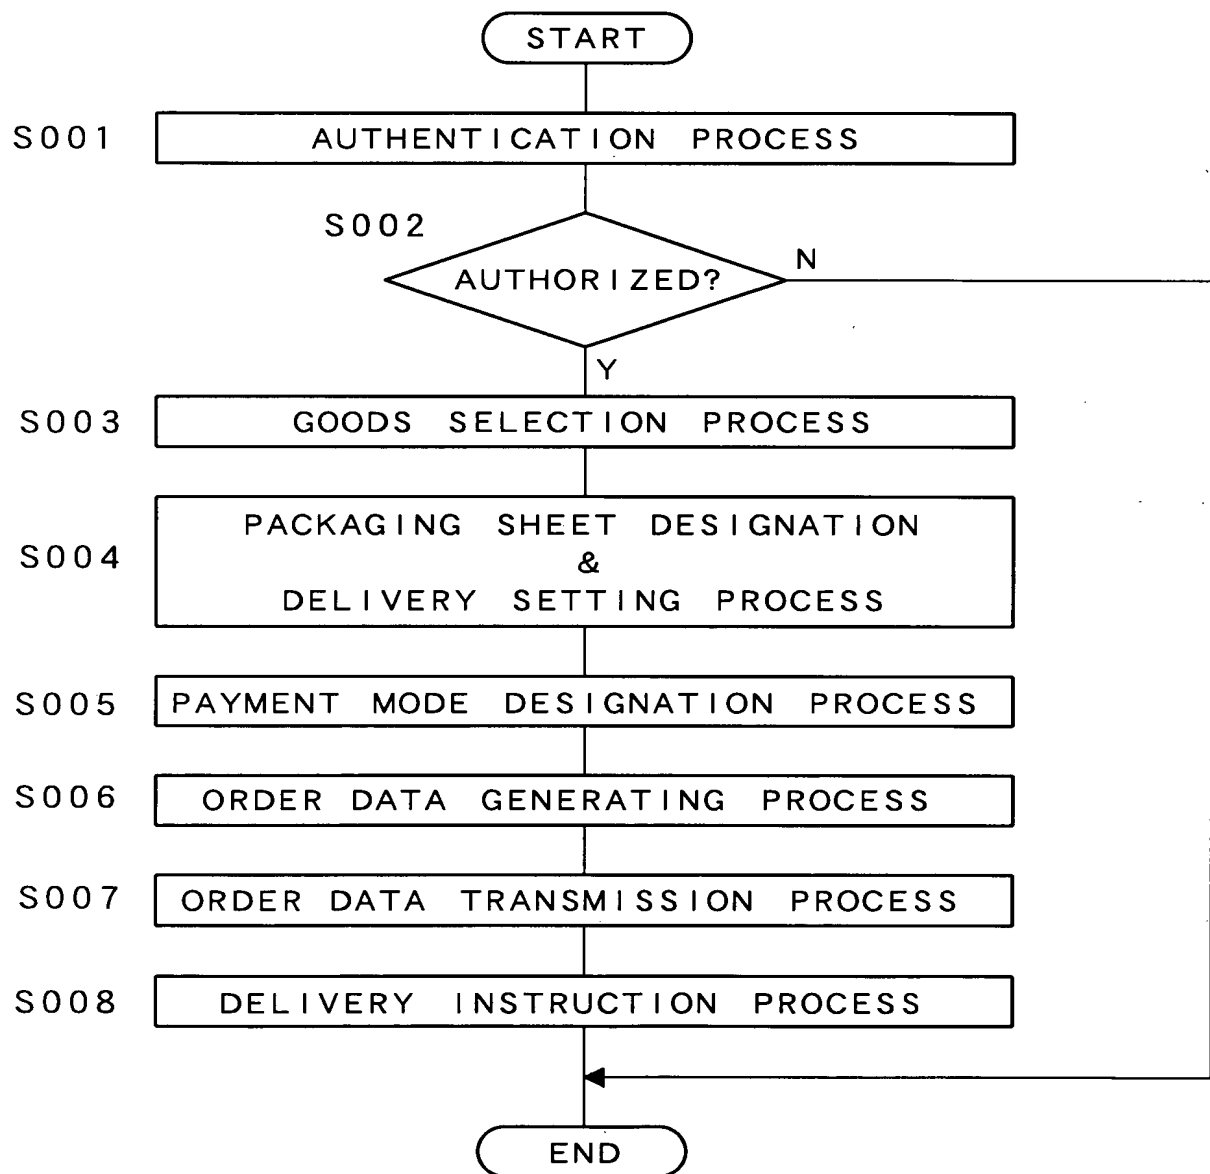 START
S001
AUTHENTICATION PROCESS
S002
AUTHORIZED?
N
Y
S003
GOODS SELECTION PROCESS
S004
PACKAGING SHEET DESIGNATION
&
DELIVERY SETTING PROCESS
S005
PAYMENT MODE DESIGNATION PROCESS
S006
ORDER DATA GENERATING PROCESS
S007
ORDER DATA TRANSMISSION PROCESS
S008
DELIVERY INSTRUCTION PROCESS
END